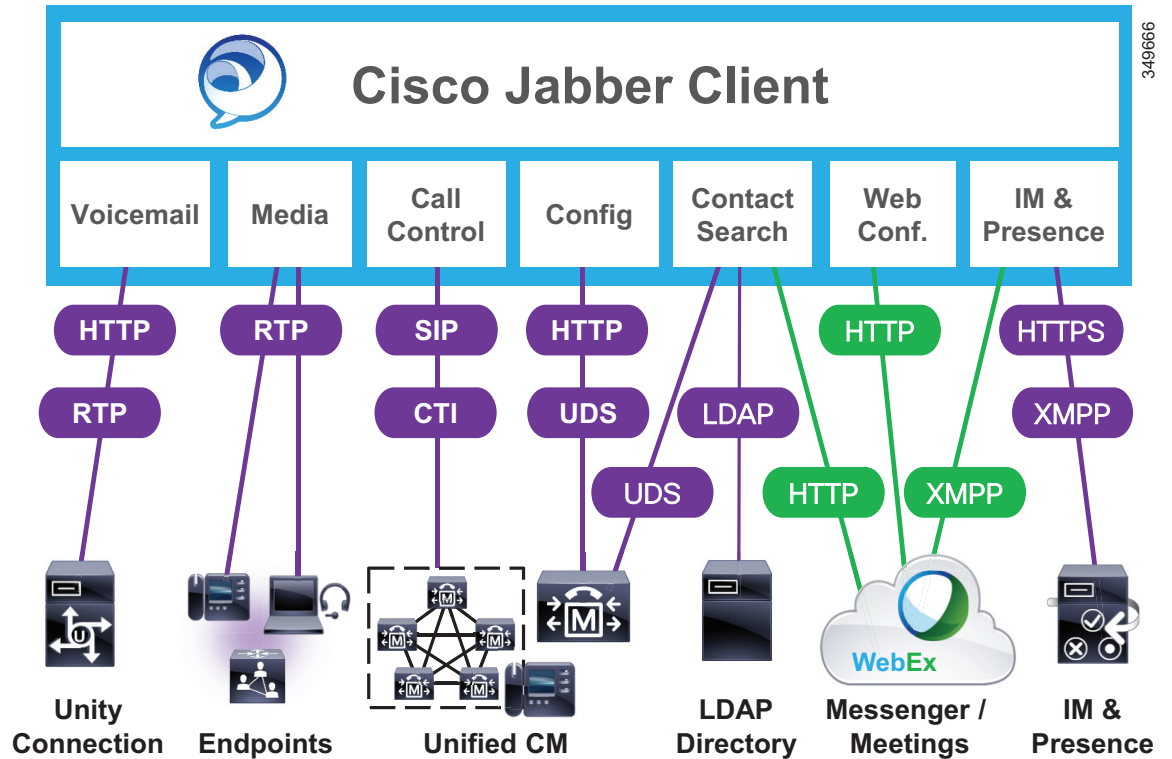 349666
Cisco Jabber Client
Voicemail
Media
Call
Control
Config
Contact
Search
Web
Conf.
IM &
Presence
HTTP
RTP
SIP
HTTP
HTTP
HTTPS
RTP
CTI
UDS
LDAP
XMPP
UDS
HTTP
XMPP
U
M
M
M
M
M
M
WebEx
Unity
Connection
Endpoints
Unified CM
LDAP
Directory
Messenger /
Meetings
IM &
Presence